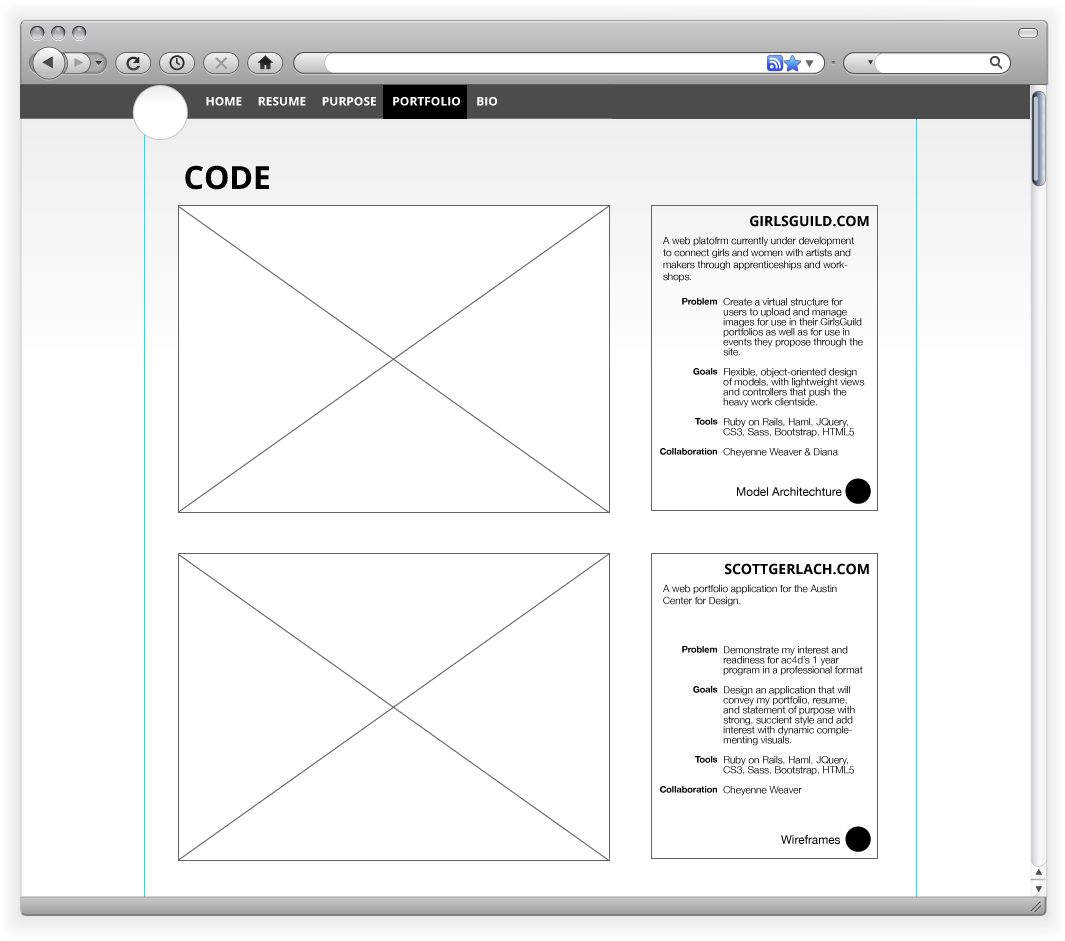 HOME RESUME PURPOSE PORTFOLIO BIO
CODE
GIRLSGUILD.COM
A web platofrm currently under development
to connect girls and women with artists and
makers through apprenticeships and work-
shops.
Problem Create a virtual structure for
users to upload and manage
images for use in their GirlsGuild
portfolios as well as for use in
events they propose through the
site.
Goals Flexible, object-oriented design
of models, with lightweight views
and controllers that push the
heavy work clientside.
Tools Ruby on Rails, Haml, JQuery,
CS3, Sass, Bootstrap, HTML5
Collaboration Cheyenne Weaver & Diana
Model Architechture
SCOTTGERLACH.COM
A web portfolio application for the Austin
Center for Design.
Problem Demonstrate my interest and
readiness for ac4d's 1 year
program in a professional format
Goals Design an application that will
convey my portfolio, resume,
and statement of purpose with
strong, succient style and add
interest with dynamic comple-
menting visuals.
Tools Ruby on Rails, Haml, JQuery,
CS3, Sass, Bootstrap, HTML5
Collaboration Cheyenne Weaver
Wireframes